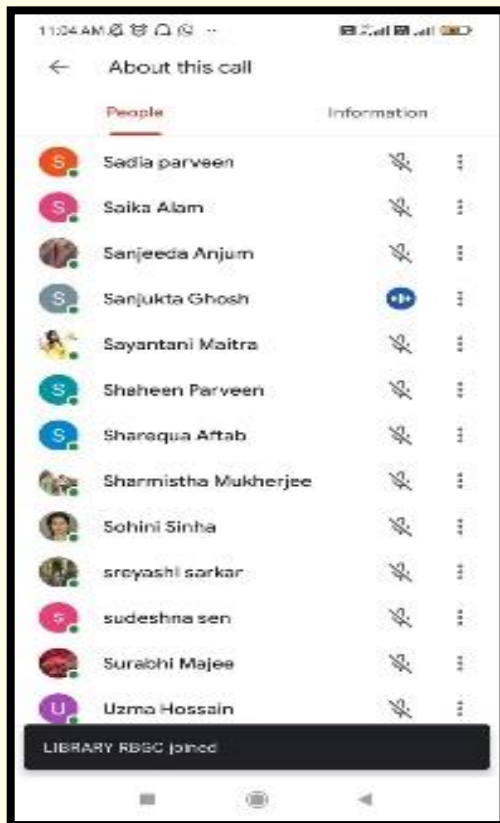 11:04 AM
About this call
People Information
S Sadia parveen
S Saika Alam
Sanjeeda Anjum
S Sanjukta Ghosh
Sayantani Maitra
S Shaheen Parveen
S Sharequa Aftab
Sharmistha Mukherjee
Sohini Sinha
sreyashi sarkar
s sudeshna sen
Surabhi Majee
U Uzma Hossain
LIBRARY RBGC joined